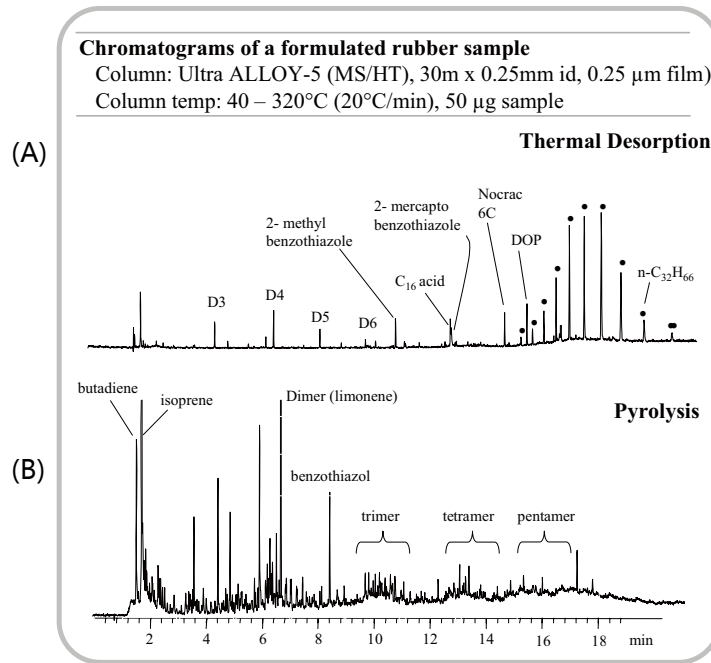 Chromatograms of a formulated rubber sample
Column: Ultra ALLOY-5 (MS/HT), 30m x 0.25mm id, 0.25 µm film)
Column temp: 40 – 320°C (20°C/min), 50 µg sample
(A)
Thermal Desorption
2- methyl
benzothiazole
2- mercapto
benzothiazole
Nocrac
6C
DOP
C16 acid
n-C32H66
D3
D4
D5
D6
(B)
Pyrolysis
butadiene
isoprene
Dimer (limonene)
benzothiazol
trimer
tetramer
pentamer
2 4 6 8 10 12 14 16 18 min